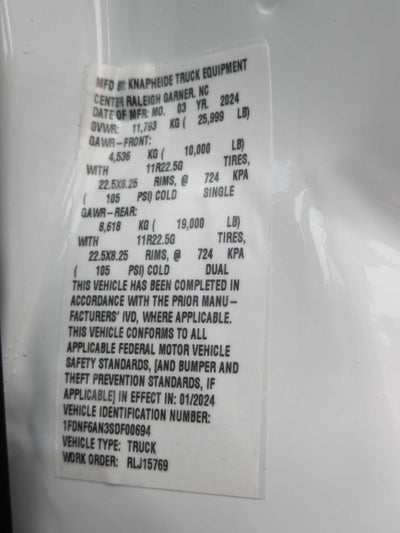 MFD BY: KNAPHEIDE TRUCK EQUIPMENT
CENTER RALEIGH GARNER, NC
DATE OF MFR: MO. 03 YR. 2024
GVWR: 11,793 KG ( 25,999 LB)
GAWR-FRONT:
4,536 KG ( 10,000 LB)
WITH 11R22.5G TIRES,
22.5X8.25 RIMS, @ 724 KPA
( 105 PSI) COLD SINGLE
GAWR-REAR:
8,618 KG ( 19,000 LB)
WITH 11R22.5G TIRES,
22.5X8.25 RIMS, @ 724 KPA
( 105 PSI) COLD DUAL
THIS VEHICLE HAS BEEN COMPLETED IN
ACCORDANCE WITH THE PRIOR MANU-
FACTURERS' IVD, WHERE APPLICABLE.
THIS VEHICLE CONFORMS TO ALL
APPLICABLE FEDERAL MOTOR VEHICLE
SAFETY STANDARDS, [AND BUMPER AND
THEFT PREVENTION STANDARDS, IF
APPLICABLE] IN EFFECT IN: 01/2024
VEHICLE IDENTIFICATION NUMBER:
1FDNF6AN3SDF00694
VEHICLE TYPE: TRUCK
WORK ORDER: RLJ15769